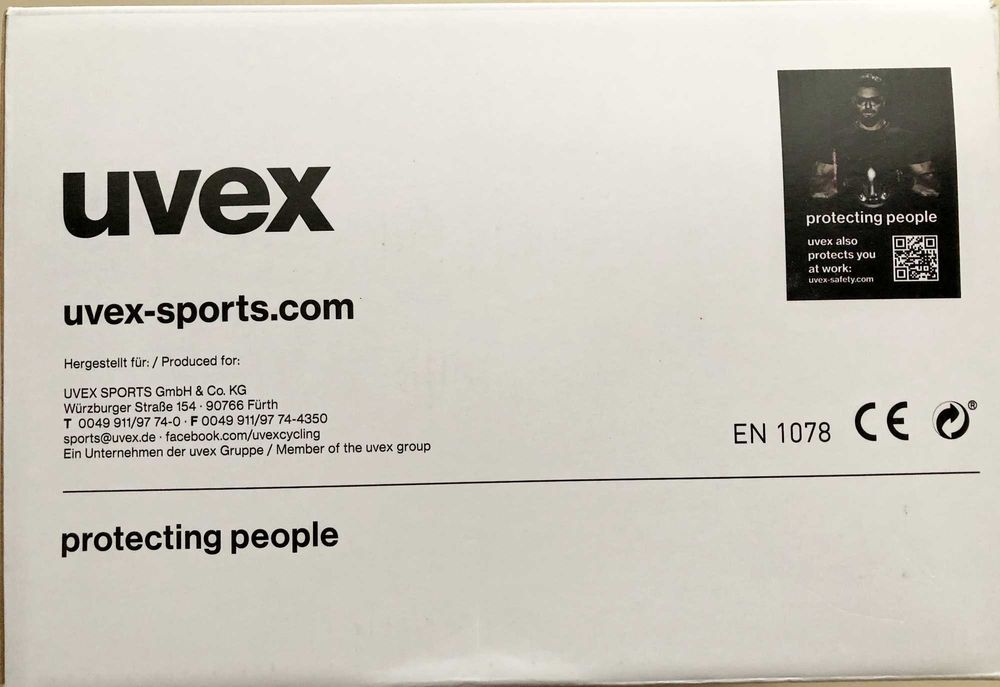 uvex
uvex-sports.com
Hergestellt für: / Produced for:
UVEX SPORTS GmbH & Co. KG
Würzburger Straße 154 · 90766 Fürth
T 0049 911/97 74-0 · F 0049 911/97 74-4350
sports@uvex.de · facebook.com/uvexcycling
Ein Unternehmen der uvex Gruppe / Member of the uvex group
protecting people
uvex also
protects you
at work:
uvex-safety.com
EN 1078 CE ®
protecting people